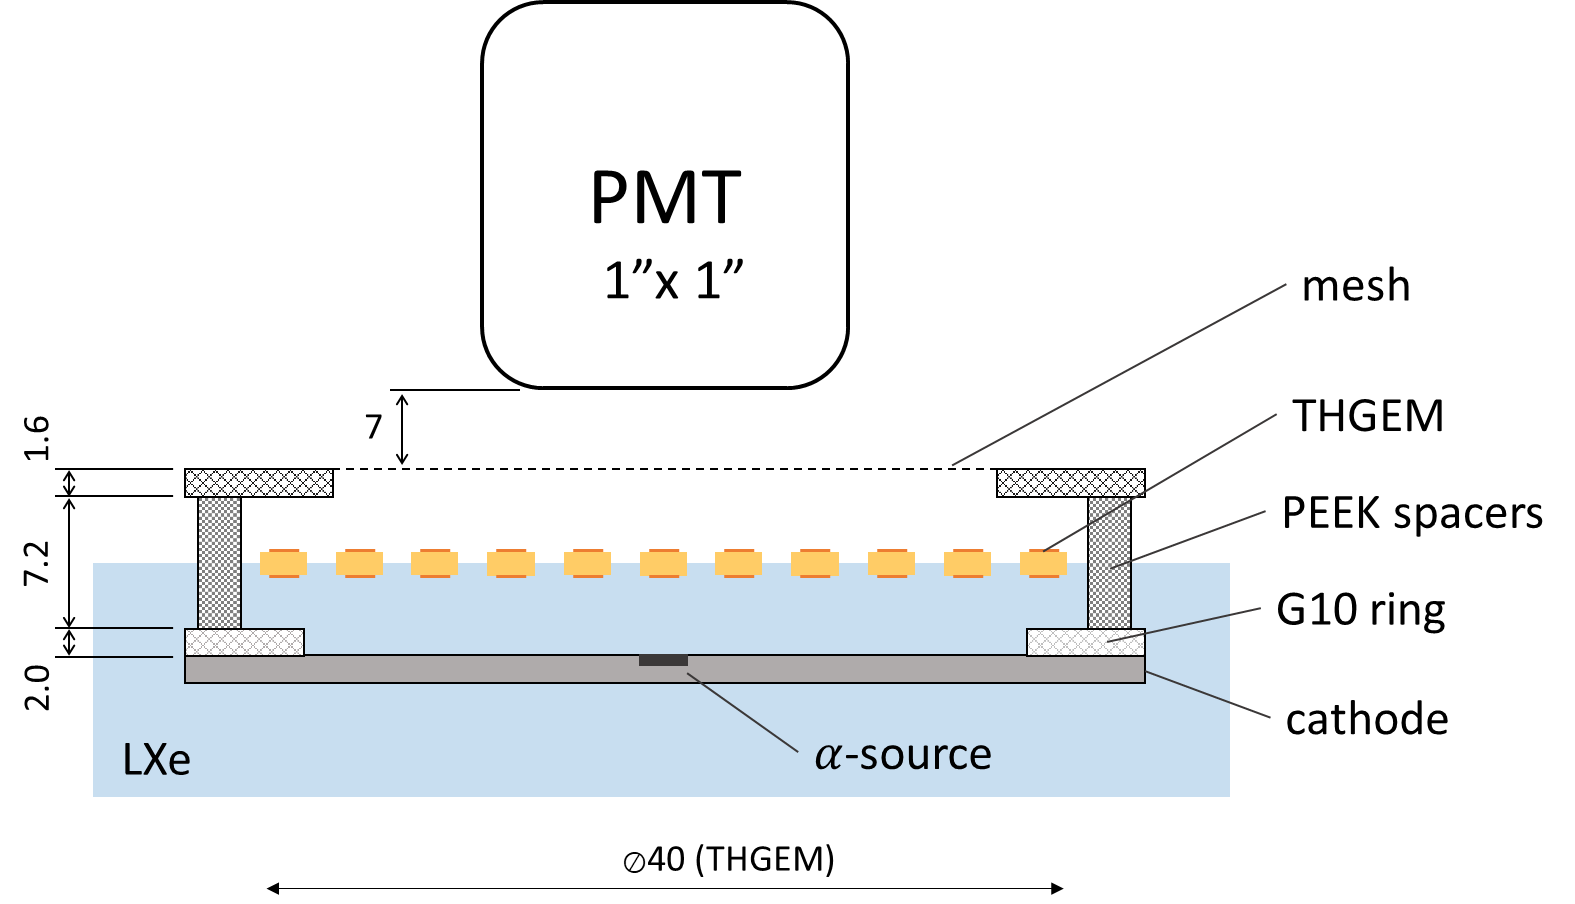 PMT
1”x 1”
mesh
THGEM
PEEK spacers
G10 ring
cathode
α-source
LXe
7
1.6
7.2
2.0
⌀40 (THGEM)